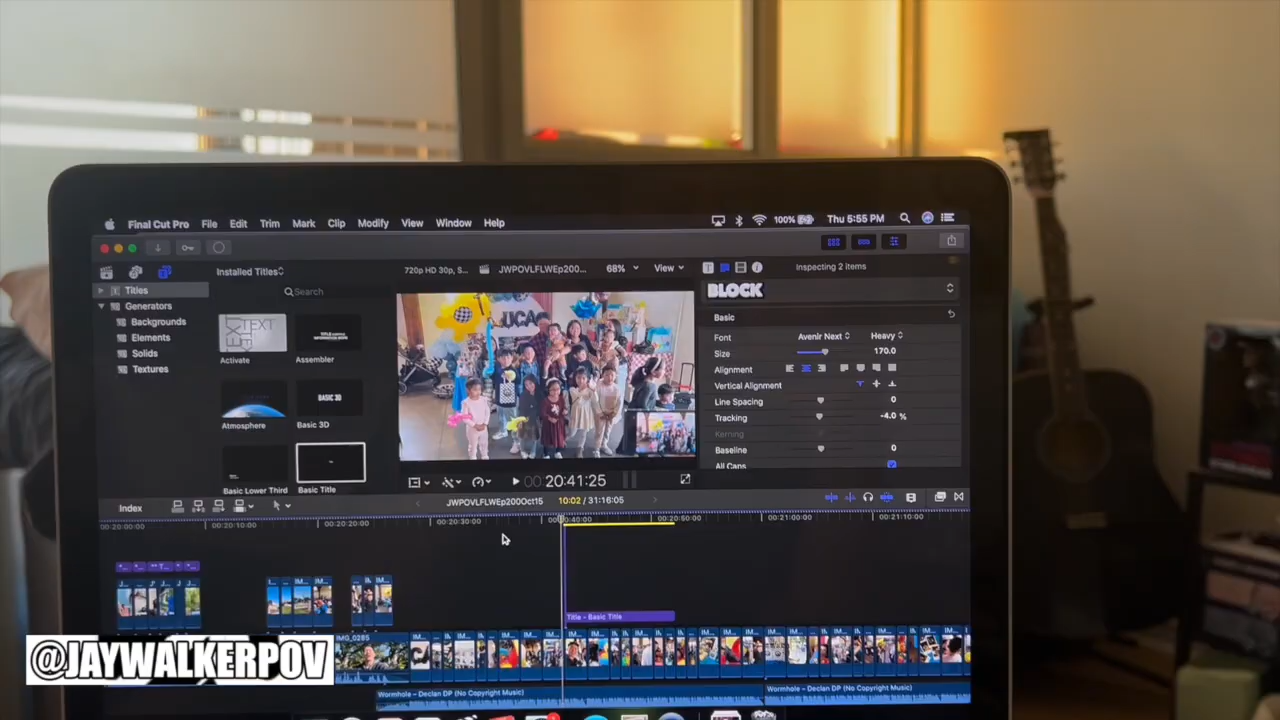 Final Cut Pro File Edit Trim Mark Clip Modify View Window Help 100% Thu 5:55 PM
Installed Titles 720p HD 30p, S... JWPOVLFLWEp200... 68% View Inspecting 2 items
Titles
Search
BLOCK
Generators
Backgrounds
Elements
Solids
Textures
Activate
Assembler
Atmosphere
BASIC 3D
Basic 3D
Basic Lower Third
Basic Title
Basic
Font Avenir Next Heavy
Size 170.0
Alignment
Vertical Alignment
Line Spacing 0
Tracking -4.0 %
Kerning
Baseline 0
All Caps
00:20:41:25
Index JWPOVLFLWEp200Oct15 10:02 / 31:16:05
00:20:00:00 00:20:10:00 00:20:20:00 00:20:30:00 00:20:50:00 00:21:00:00 00:21:10:00
Title - Basic Title
IMG_0285
@JAYWALKERPOV
Wormhole - Declan DP (No Copyright Music) Wormhole - Declan DP (No Copyright Music)